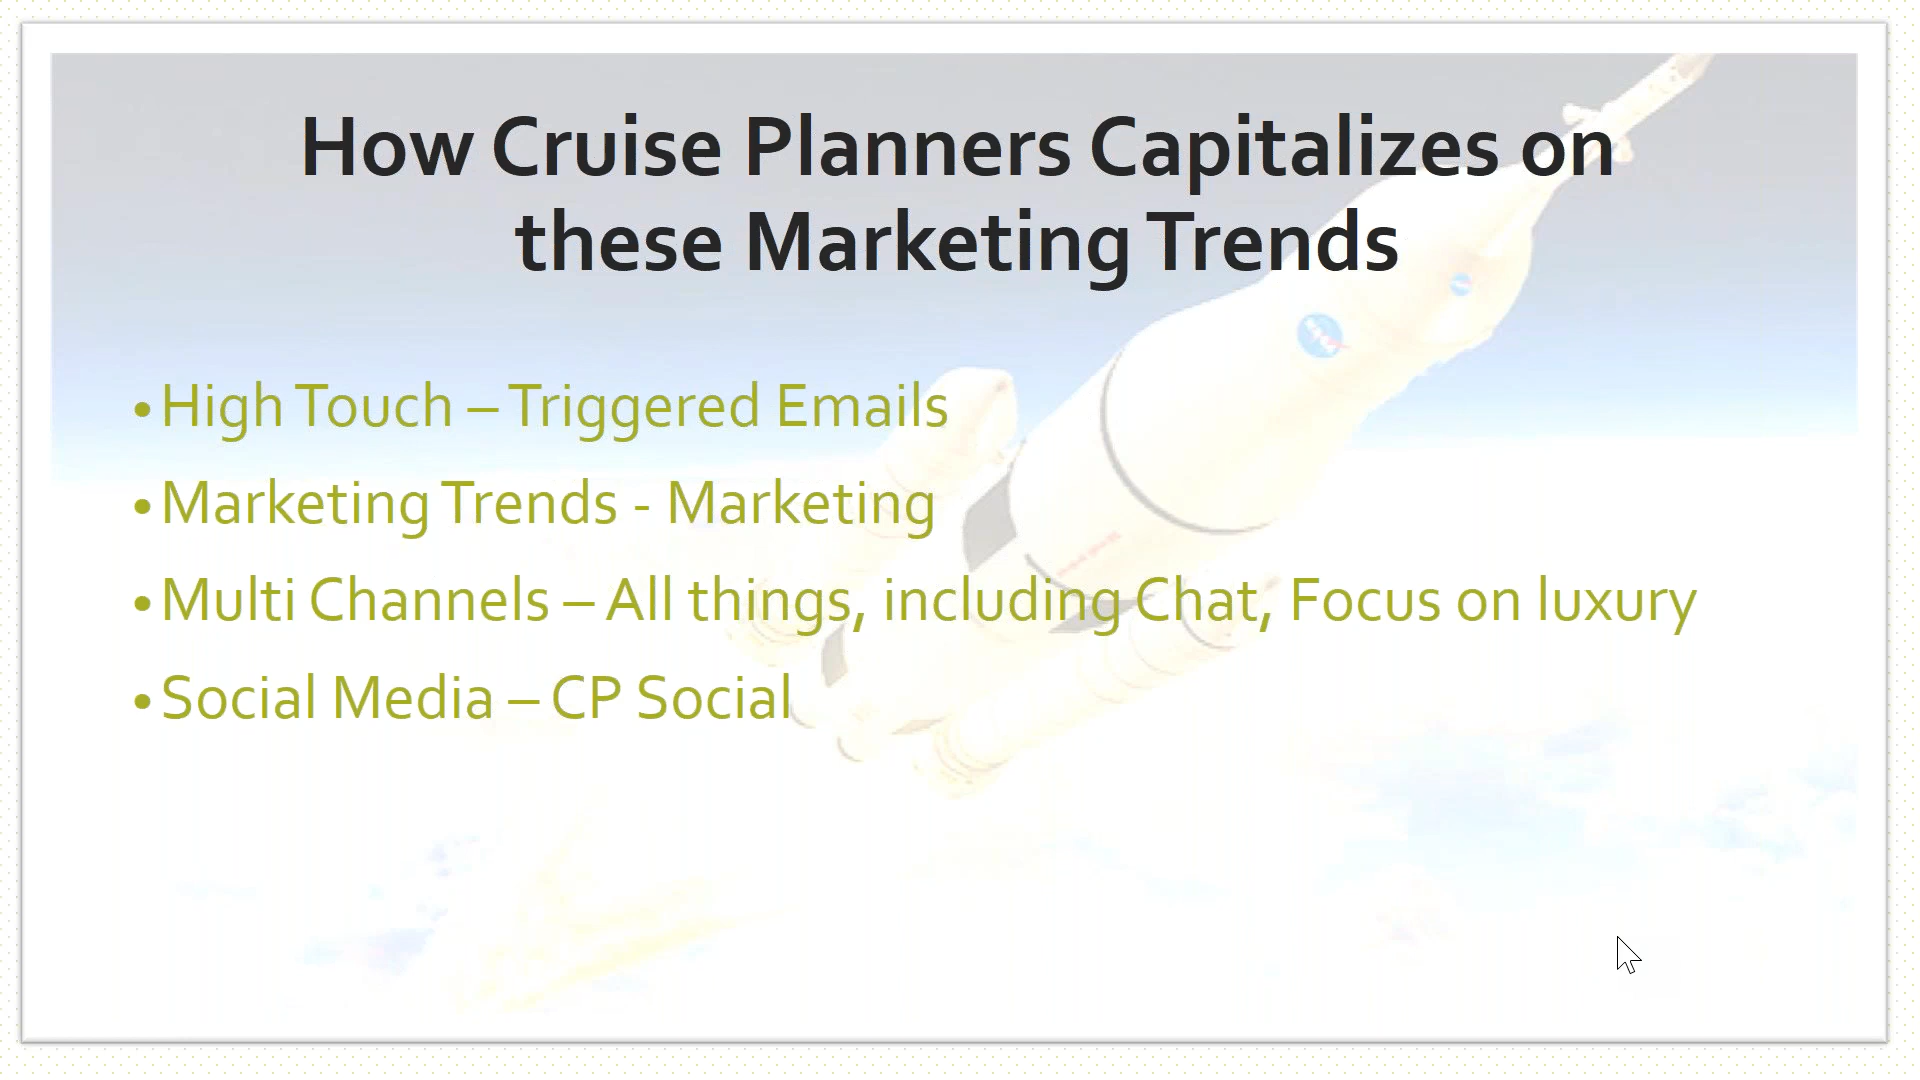 How Cruise Planners Capitalizes on
these Marketing Trends
• High Touch – Triggered Emails
• Marketing Trends - Marketing
• Multi Channels – All things, including Chat, Focus on luxury
• Social Media – CP Social